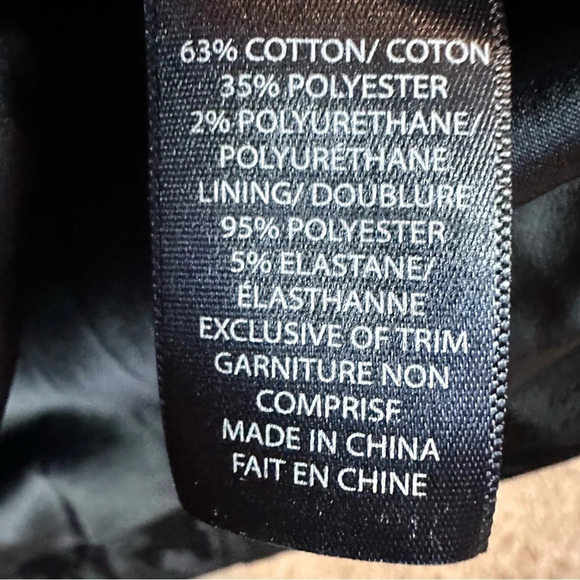 63% COTTON/ COTON
35% POLYESTER
2% POLYURETHANE/
POLYURÉTHANE
LINING/ DOUBLURE
95% POLYESTER
5% ELASTANE/
ÉLASTHANNE
EXCLUSIVE OF TRIM
GARNITURE NON
COMPRISE
MADE IN CHINA
FAIT EN CHINE